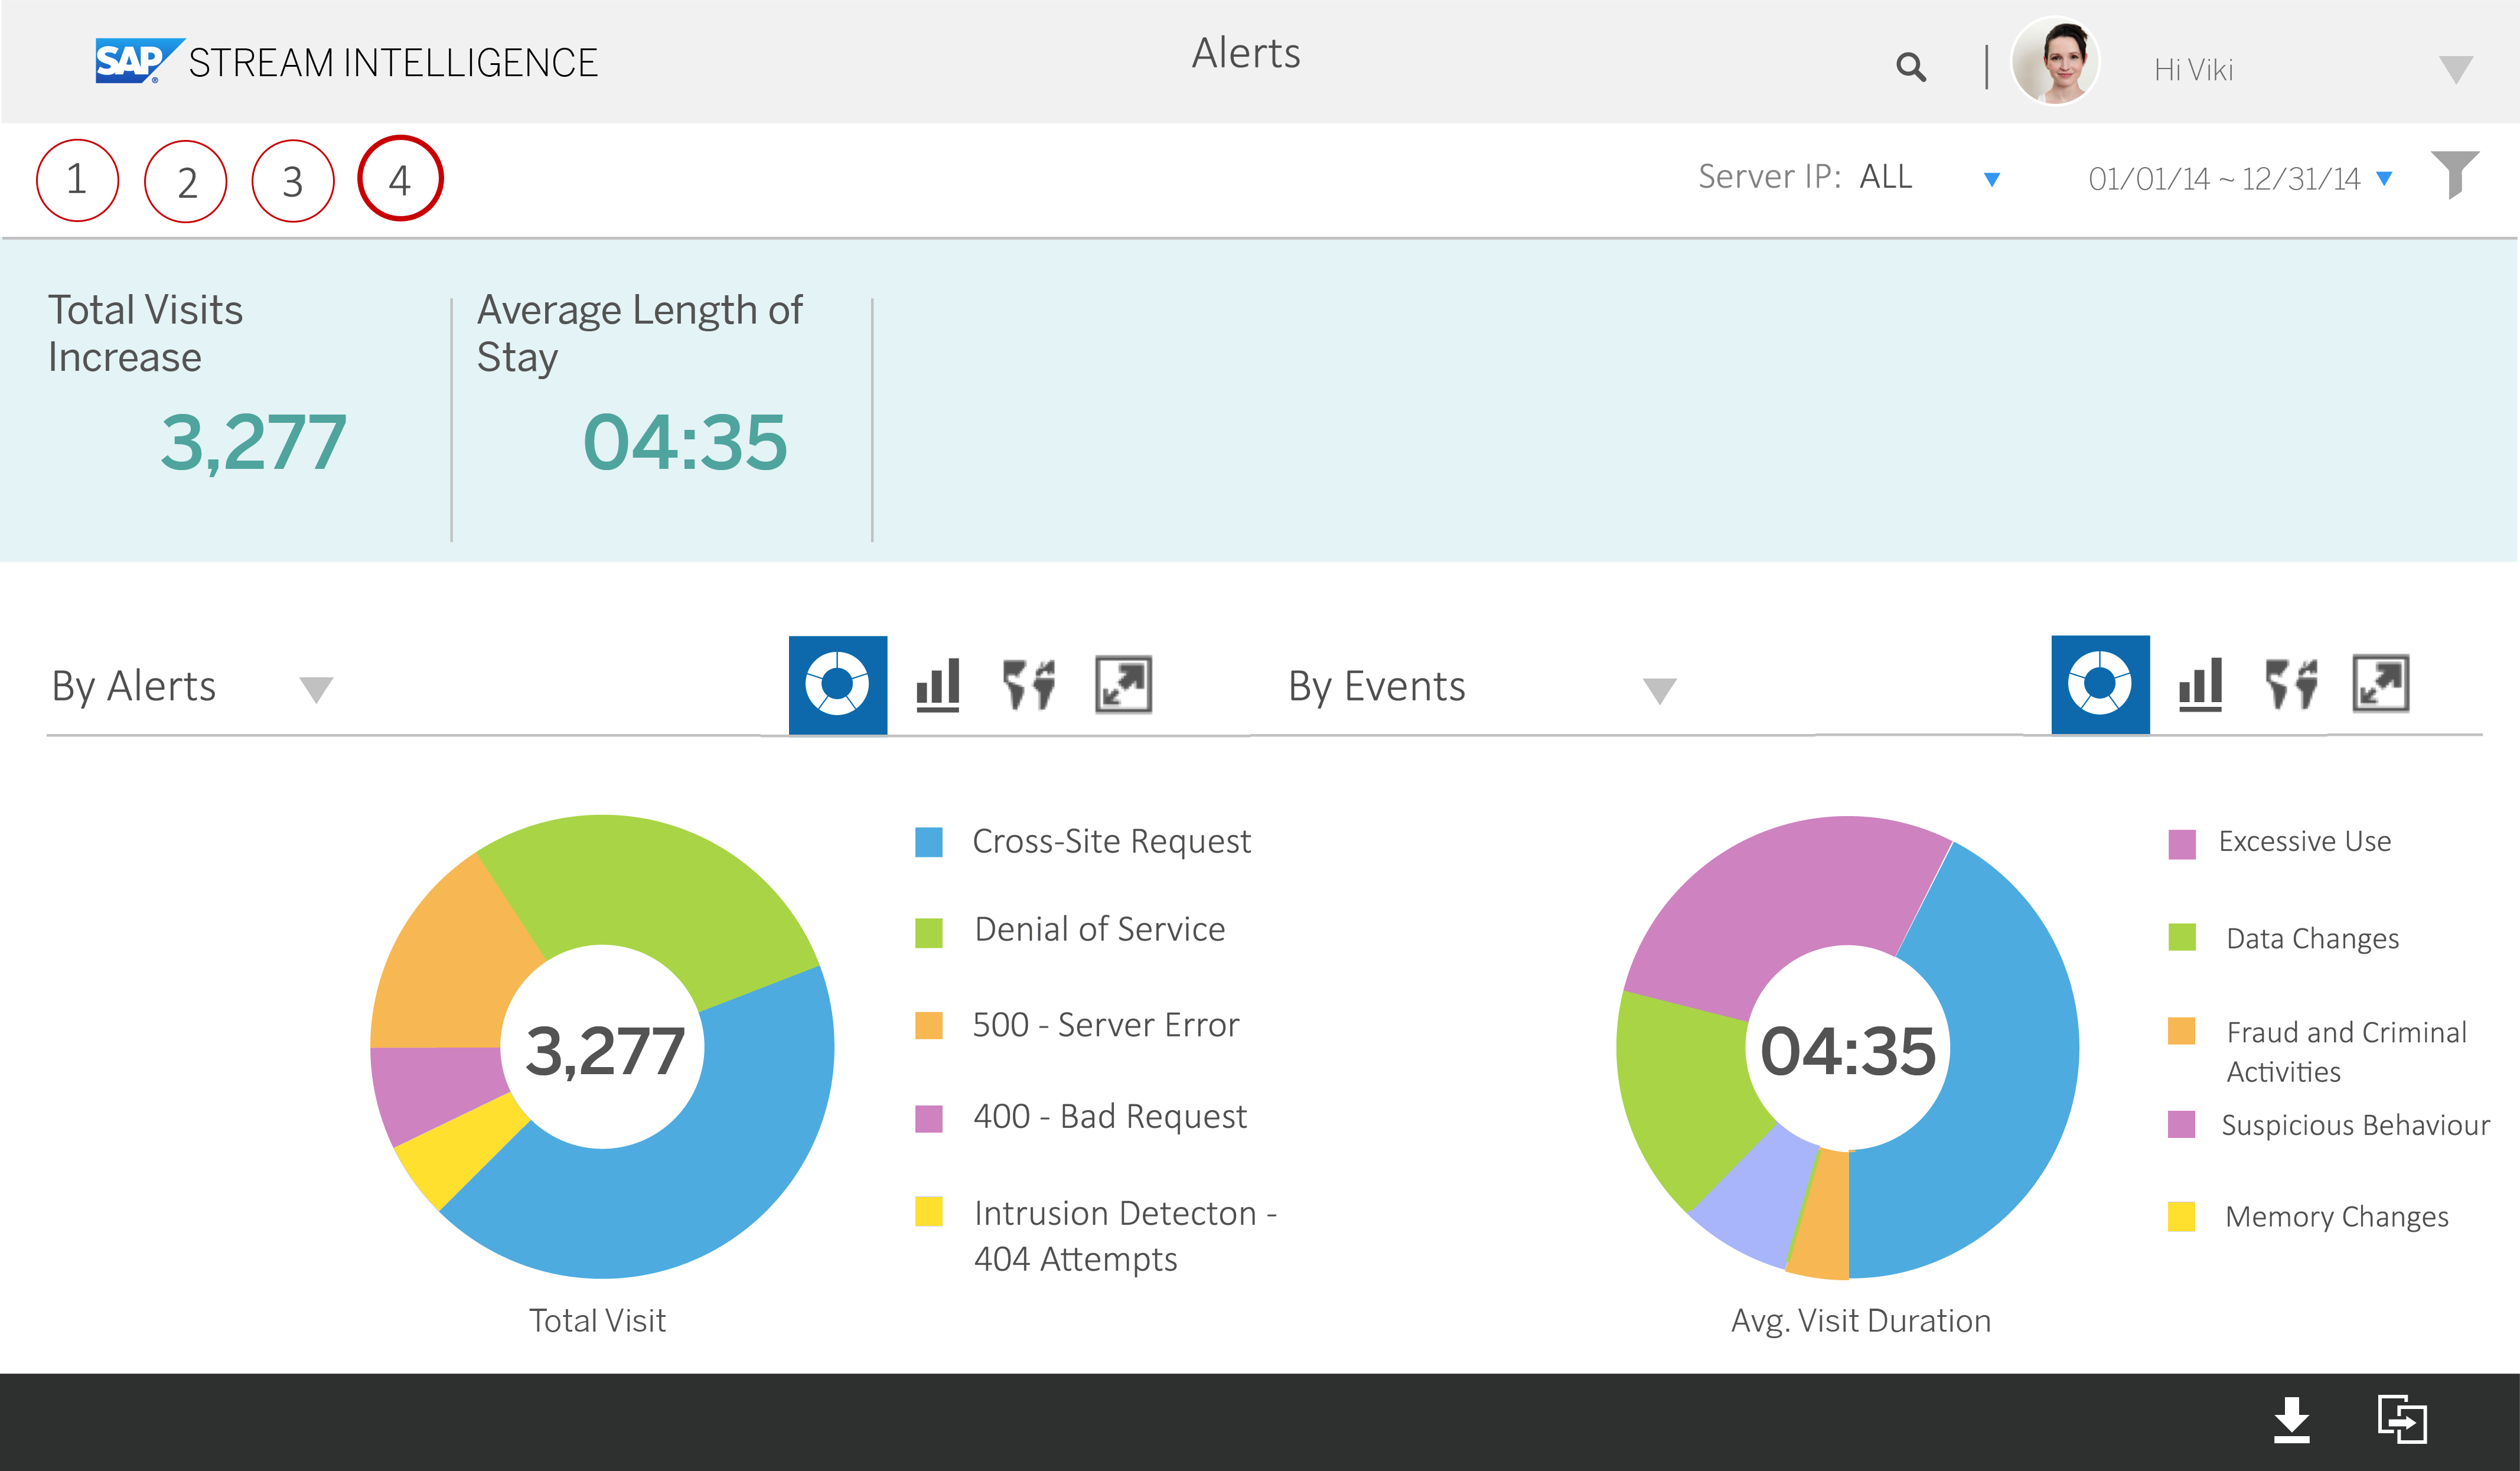 SAP® STREAM INTELLIGENCE
Alerts
Hi Viki
1 2 3 4
Server IP: ALL
01/01/14 ~ 12/31/14
Total Visits
Increase
3,277
Average Length of
Stay
04:35
By Alerts
By Events
3,277
Total Visit
Cross-Site Request
Denial of Service
500 - Server Error
400 - Bad Request
Intrusion Detecton -
404 Attempts
04:35
Avg. Visit Duration
Excessive Use
Data Changes
Fraud and Criminal
Activities
Suspicious Behaviour
Memory Changes